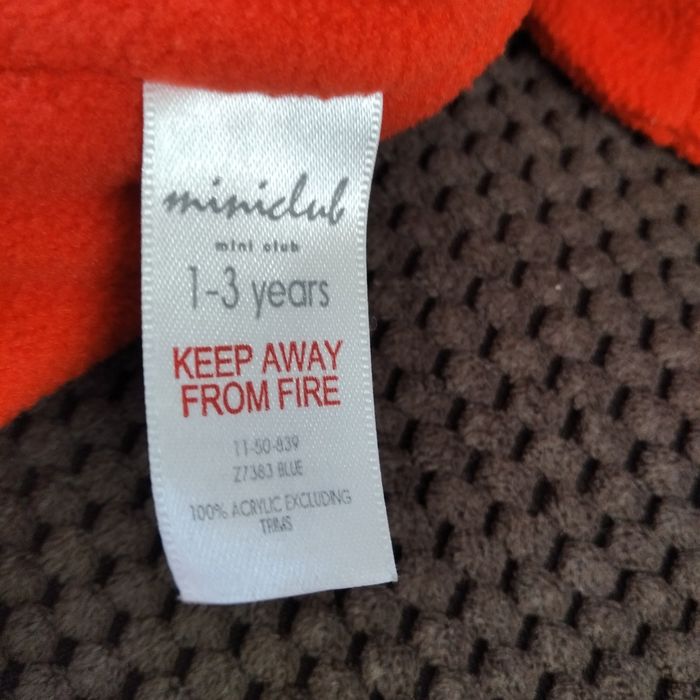 miniclub
mini club
1-3 years
KEEP AWAY
FROM FIRE
11-50-839
Z7383 BLUE
100% ACRYLIC EXCLUDING
TRIMS